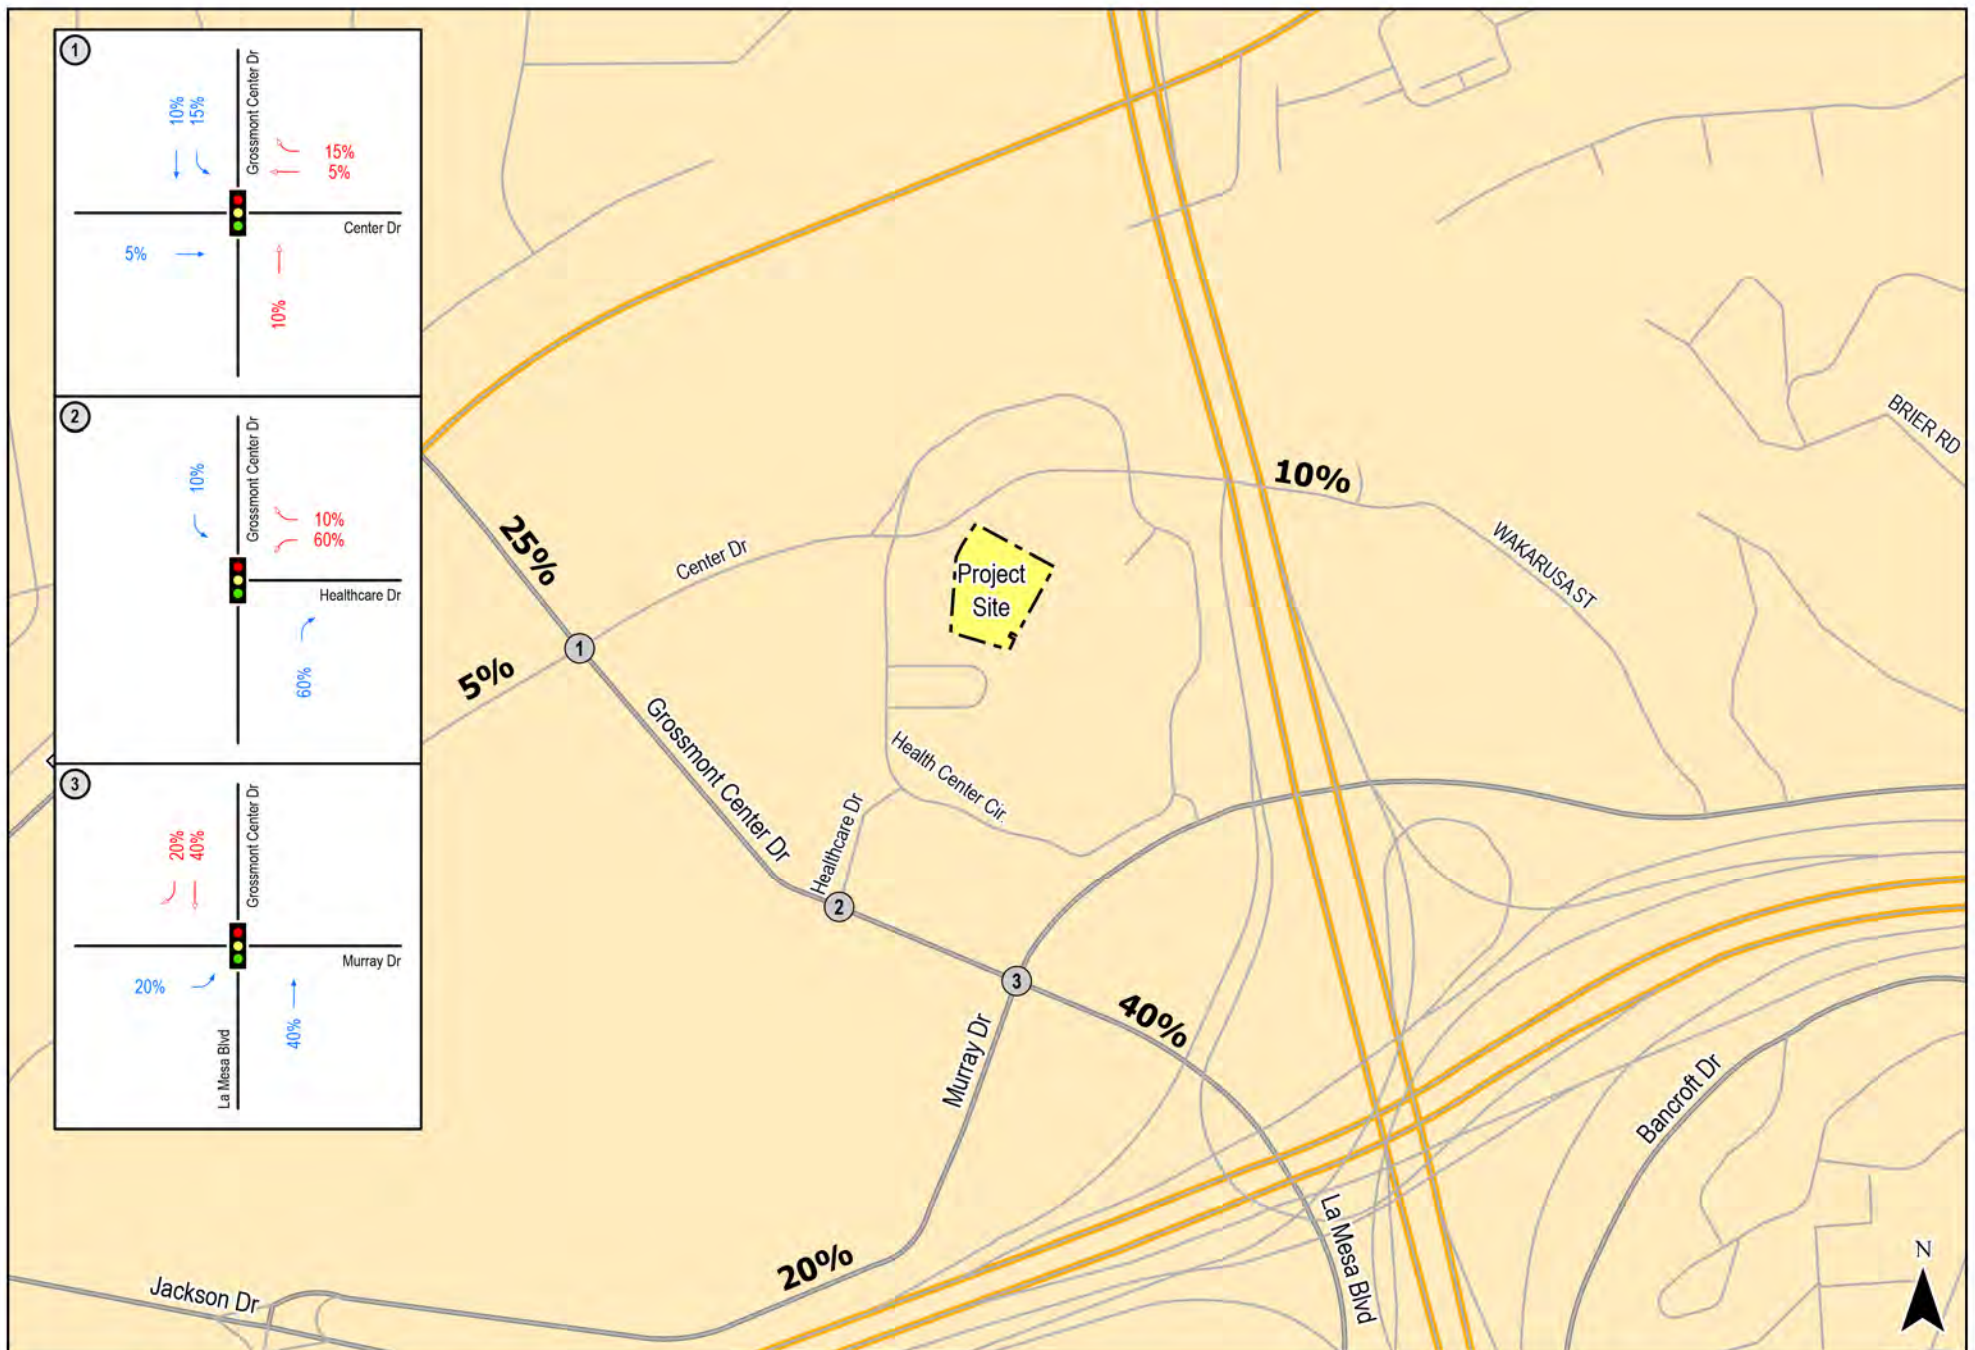 1
Grossmont Center Dr
10%
15%
15%
5%
Center Dr
5%
10%
2
Grossmont Center Dr
10%
10%
60%
Healthcare Dr
60%
3
Grossmont Center Dr
20%
40%
Murray Dr
20%
40%
La Mesa Blvd
10%
BRIER RD
WAKARUSA ST
25%
Center Dr
Project
Site
1
5%
Grossmont Center Dr
Health Center Cir.
Healthcare Dr
2
3
40%
Murray Dr
Bancroft Dr
La Mesa Blvd
20%
Jackson Dr
N